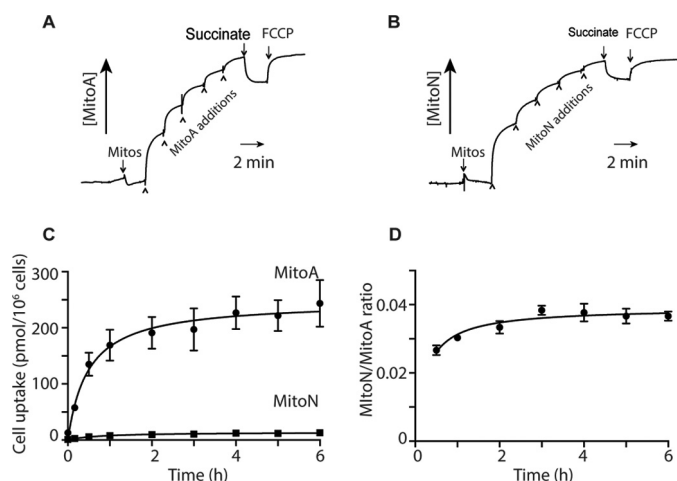 A
Succinate
FCCP
[MitoA]
Mitos
MitoA additions
2 min
B
Succinate
FCCP
[MitoN]
Mitos
MitoN additions
2 min
C
Cell uptake (pmol/10⁶ cells)
300
200
100
0
MitoA
MitoN
0 2 4 6
Time (h)
D
MItoN/MitoA ratio
0.04
0.02
0
0 2 4 6
Time (h)